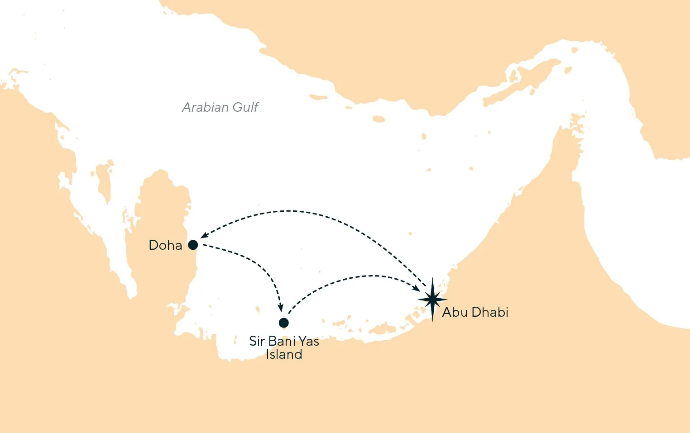 Arabian Gulf
Doha
Abu Dhabi
Sir Bani Yas
Island